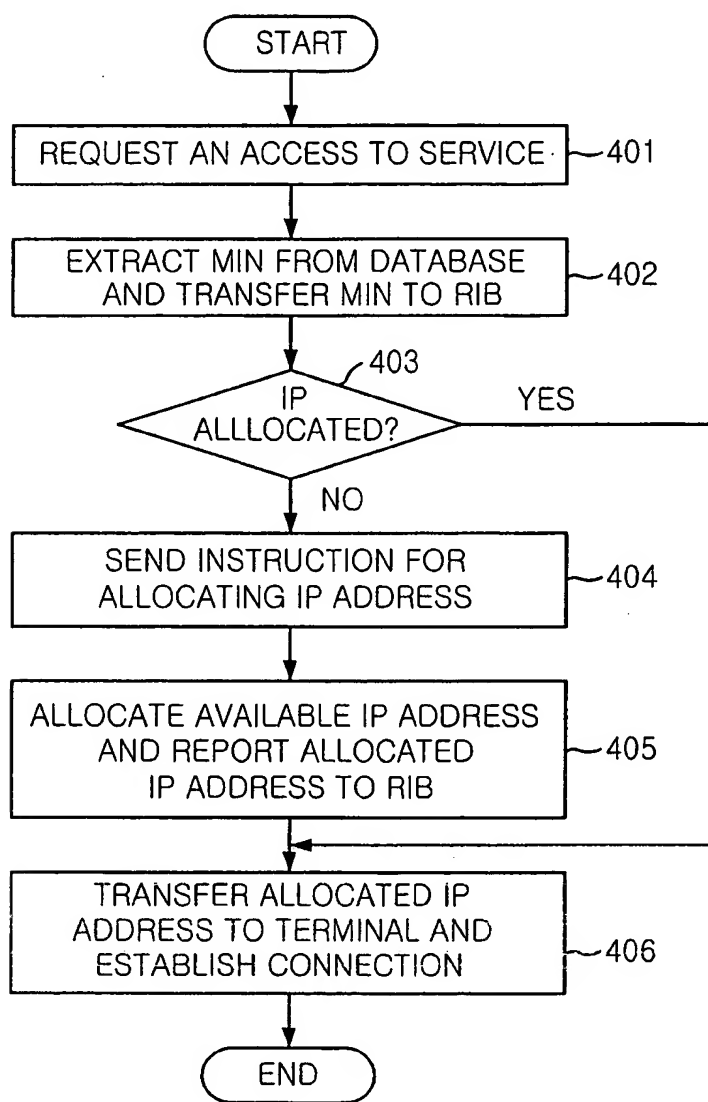 START
REQUEST AN ACCESS TO SERVICE
401
EXTRACT MIN FROM DATABASE
AND TRANSFER MIN TO RIB
402
403
IP
ALLLOCATED?
YES
NO
SEND INSTRUCTION FOR
ALLOCATING IP ADDRESS
404
ALLOCATE AVAILABLE IP ADDRESS
AND REPORT ALLOCATED
IP ADDRESS TO RIB
405
TRANSFER ALLOCATED IP
ADDRESS TO TERMINAL AND
ESTABLISH CONNECTION
406
END